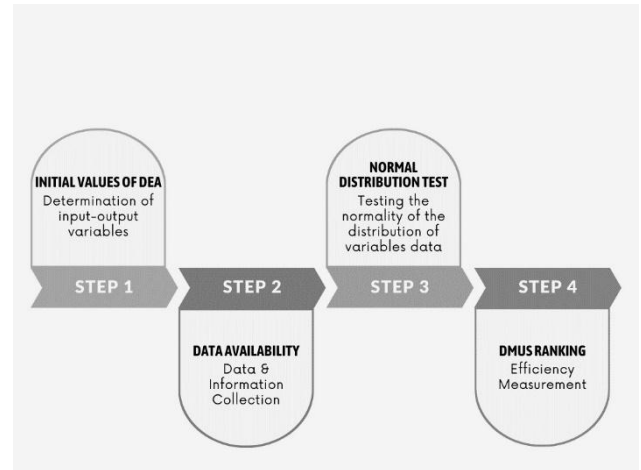 INITIAL VALUES OF DEA
Determination of
input-output
variables
STEP 1
STEP 2
DATA AVAILABILITY
Data &
Information
Collection
NORMAL
DISTRIBUTION TEST
Testing the
normality of the
distribution of
variables data
STEP 3
STEP 4
DMUS RANKING
Efficiency
Measurement